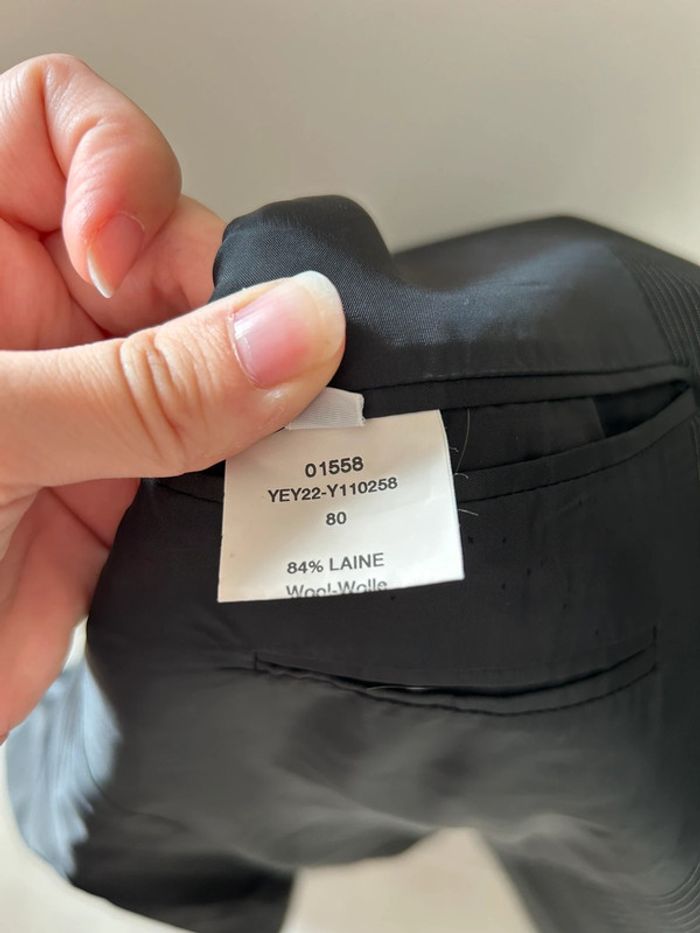 01558
YEY22-Y110258
80
84% LAINE
Wool-Wolle